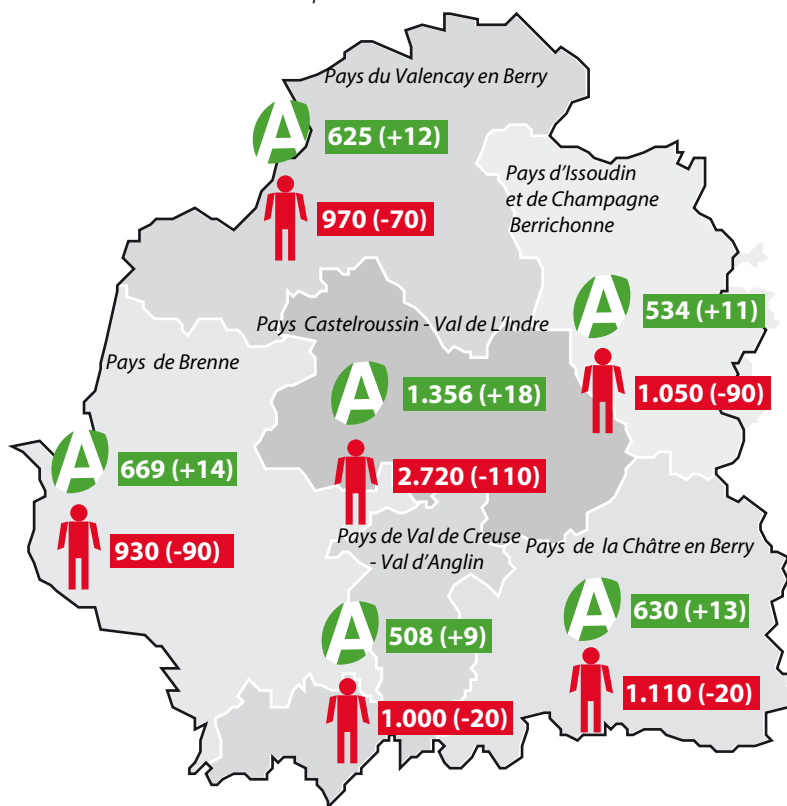 Pays du Valencay en Berry
A 625 (+12)
970 (-70)
Pays d'Issoudin
et de Champagne
Berrichonne
A 534 (+11)
1.050 (-90)
Pays Castelroussin - Val de L'Indre
A 1.356 (+18)
2.720 (-110)
Pays de Brenne
A 669 (+14)
930 (-90)
Pays de Val de Creuse
- Val d'Anglin
A 508 (+9)
1.000 (-20)
Pays de la Châtre en Berry
A 630 (+13)
1.110 (-20)